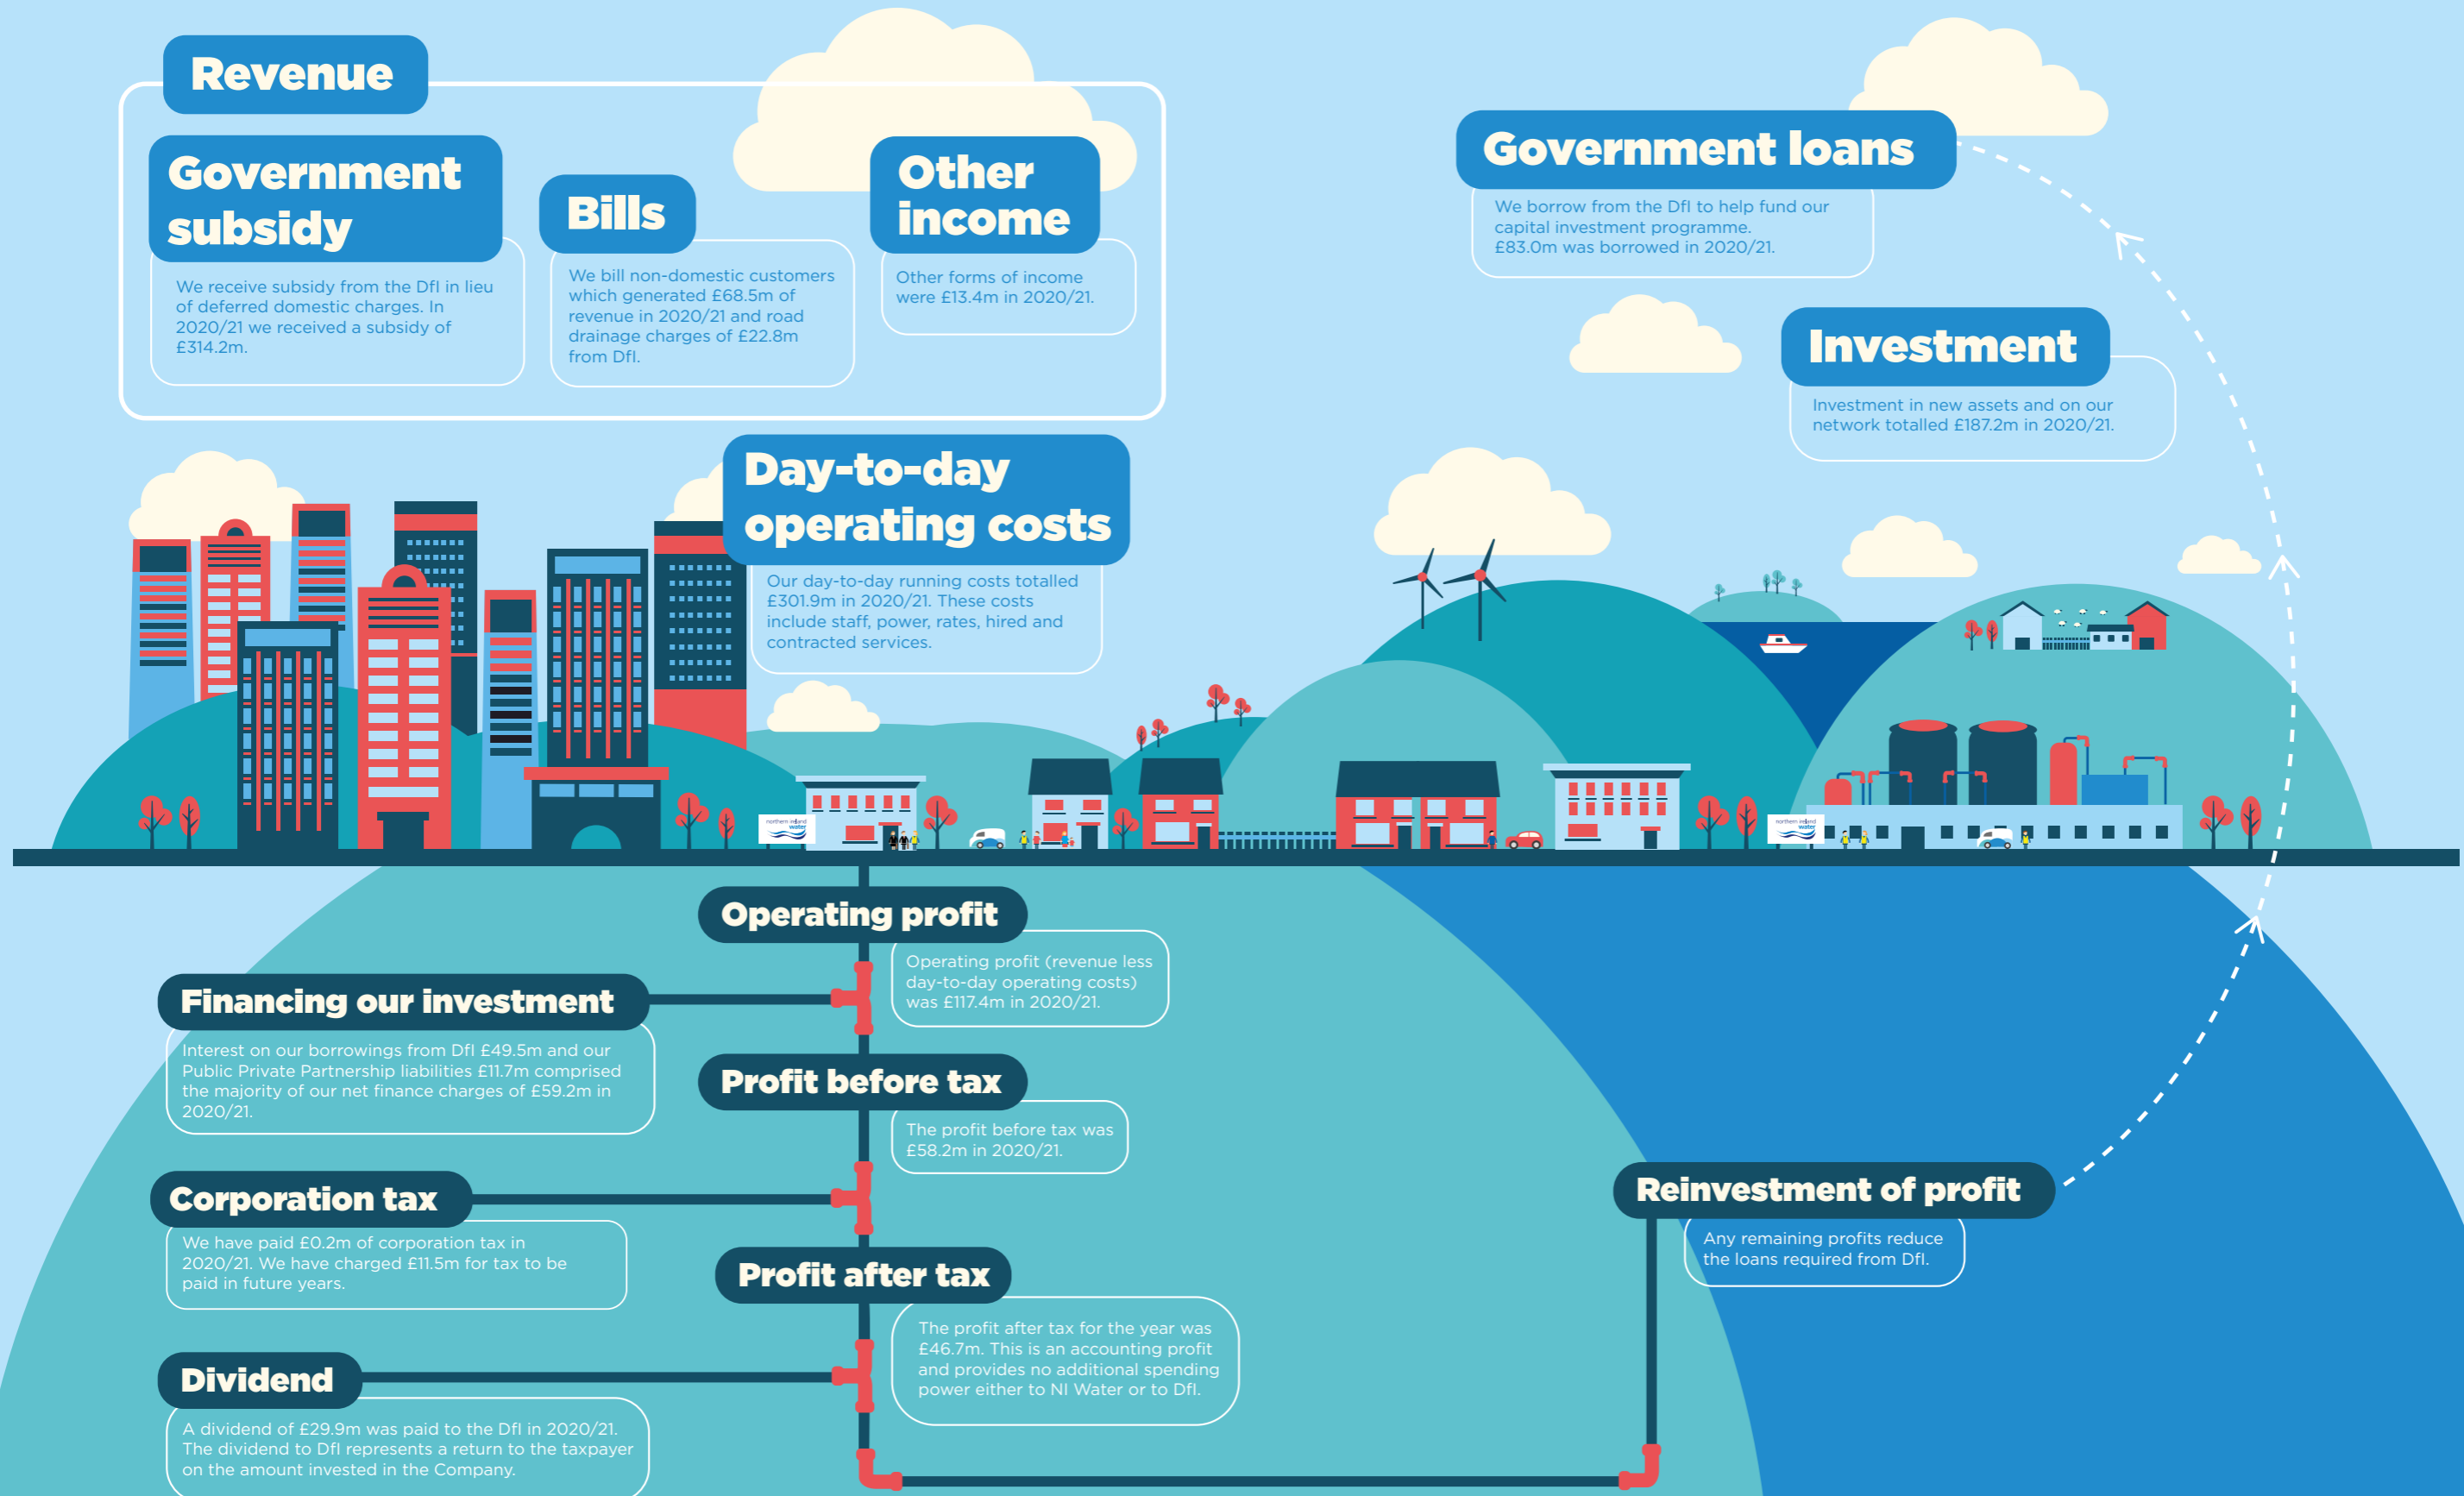 Revenue
Government
subsidy
We receive subsidy from the DfI in lieu
of deferred domestic charges. In
2020/21 we received a subsidy of
£314.2m.
Bills
We bill non-domestic customers
which generated £68.5m of
revenue in 2020/21 and road
drainage charges of £22.8m
from DfI.
Other
income
Other forms of income
were £13.4m in 2020/21.
Government loans
We borrow from the DfI to help fund our
capital investment programme.
£83.0m was borrowed in 2020/21.
Investment
Investment in new assets and on our
network totalled £187.2m in 2020/21.
Day-to-day
operating costs
Our day-to-day running costs totalled
£301.9m in 2020/21. These costs
include staff, power, rates, hired and
contracted services.
northern ireland
water
northern ireland
water
Operating profit
Operating profit (revenue less
day-to-day operating costs)
was £117.4m in 2020/21.
Financing our investment
Interest on our borrowings from DfI £49.5m and our
Public Private Partnership liabilities £11.7m comprised
the majority of our net finance charges of £59.2m in
2020/21.
Profit before tax
The profit before tax was
£58.2m in 2020/21.
Corporation tax
We have paid £0.2m of corporation tax in
2020/21. We have charged £11.5m for tax to be
paid in future years.
Profit after tax
The profit after tax for the year was
£46.7m. This is an accounting profit
and provides no additional spending
power either to NI Water or to DfI.
Dividend
A dividend of £29.9m was paid to the DfI in 2020/21.
The dividend to DfI represents a return to the taxpayer
on the amount invested in the Company.
Reinvestment of profit
Any remaining profits reduce
the loans required from DfI.